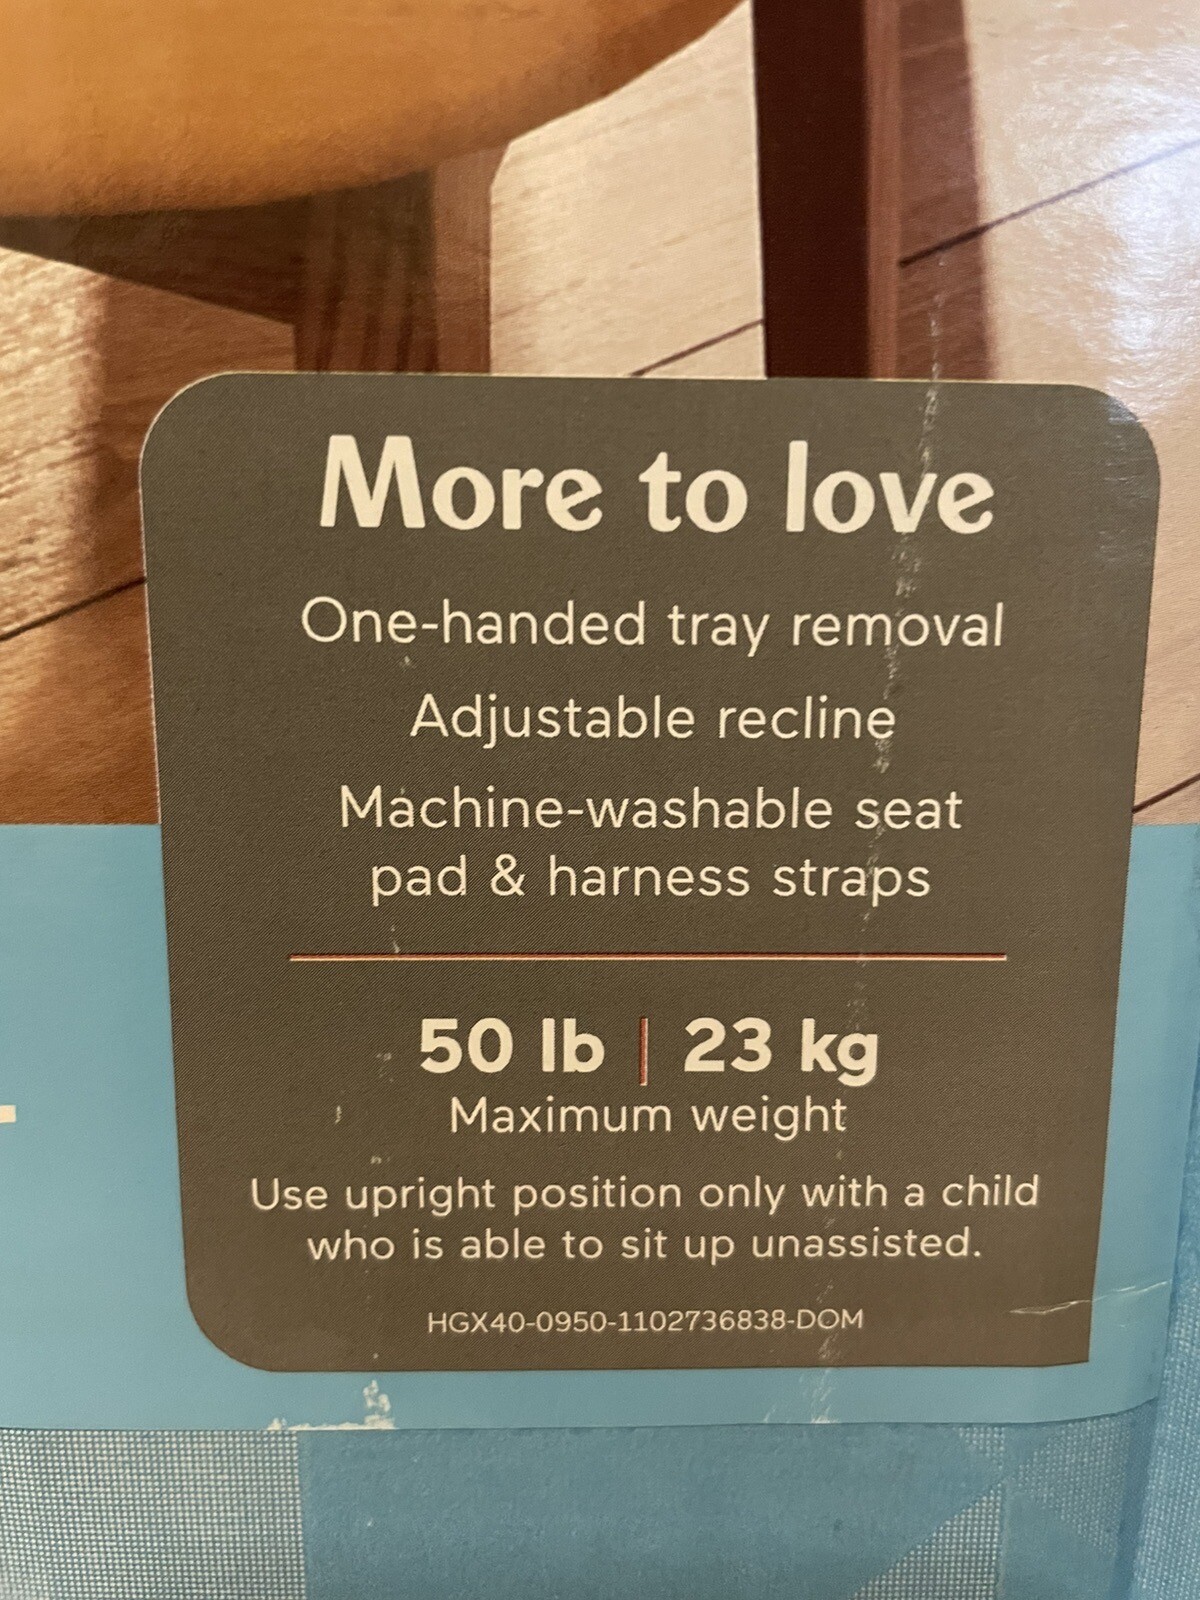 More to love
One-handed tray removal
Adjustable recline
Machine-washable seat
pad & harness straps
50 lb | 23 kg
Maximum weight
Use upright position only with a child
who is able to sit up unassisted.
HGX40-0950-1102736838-DOM